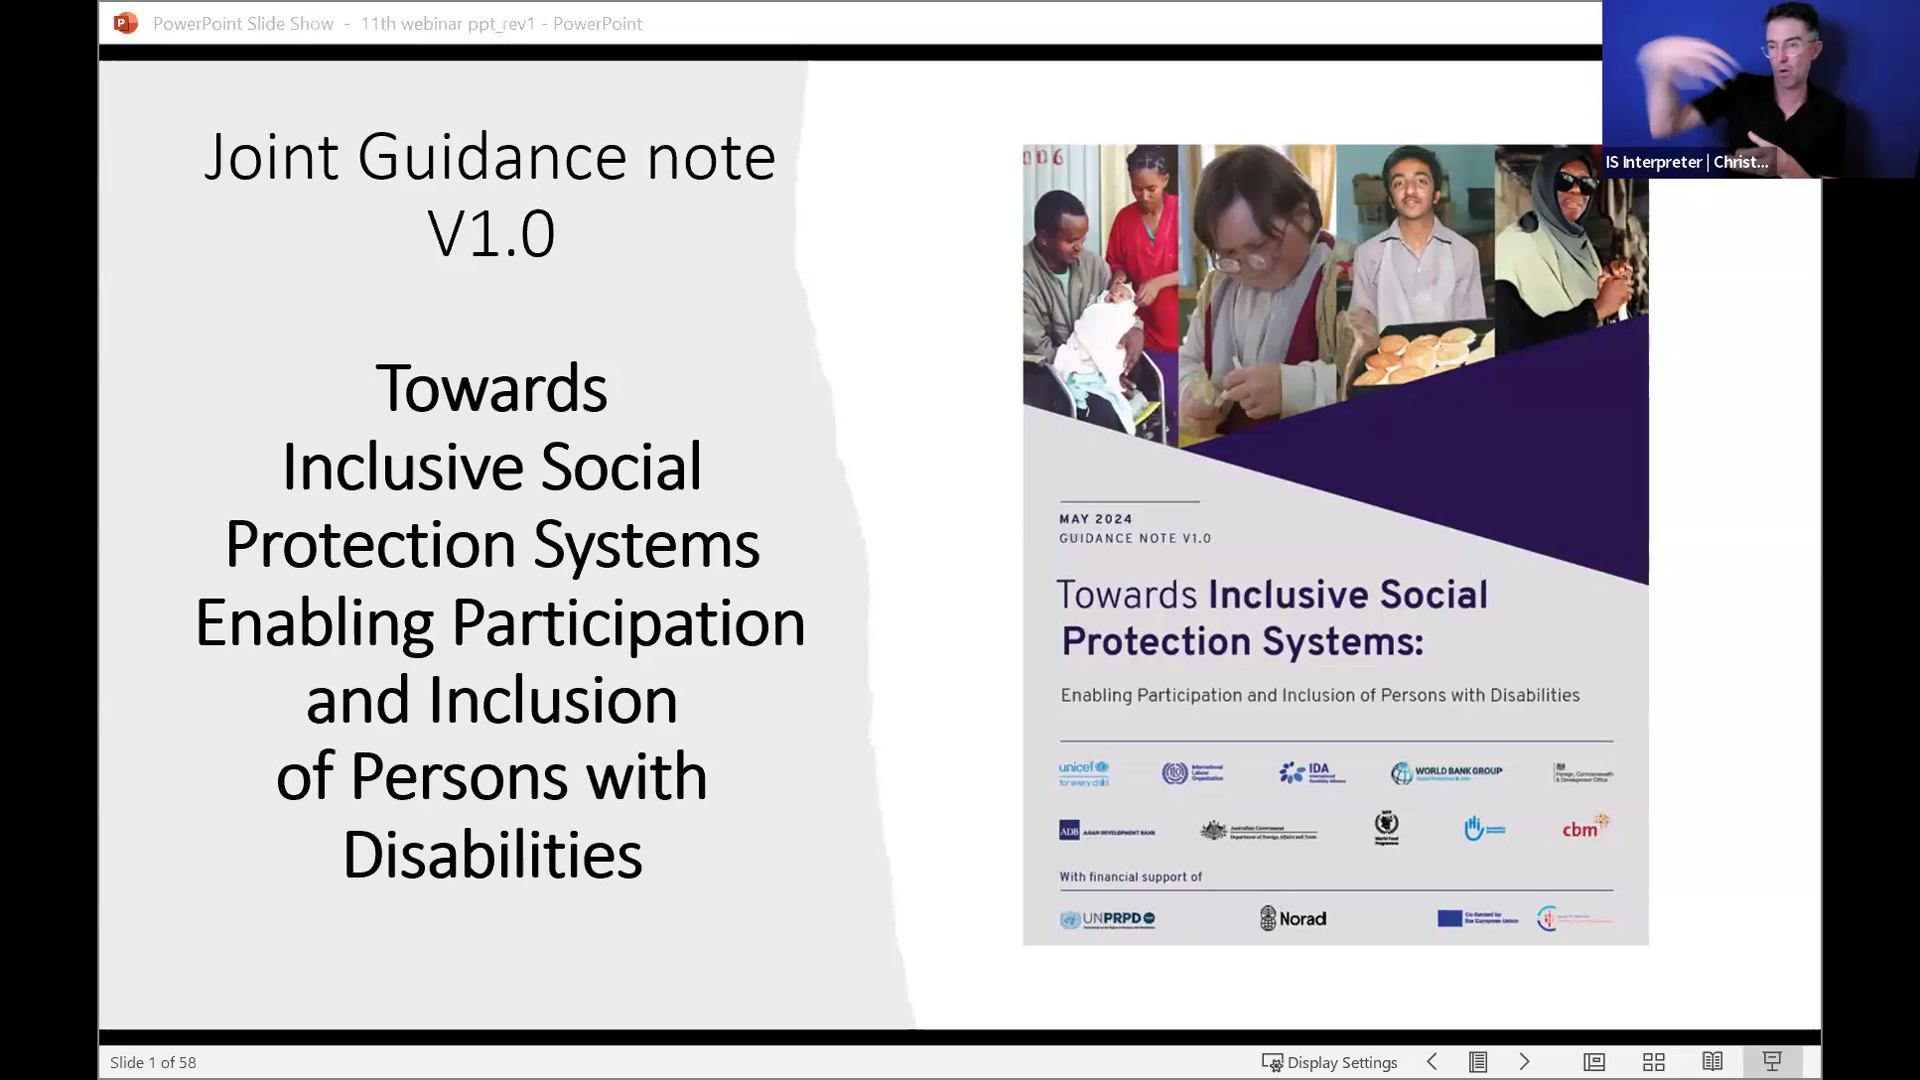 PowerPoint Slide Show - 11th webinar ppt_rev1 - PowerPoint
IS Interpreter | Christ...
Joint Guidance note
V1.0
Towards
Inclusive Social
Protection Systems
Enabling Participation
and Inclusion
of Persons with
Disabilities
006
MAY 2024
GUIDANCE NOTE V1.0
Towards Inclusive Social
Protection Systems:
Enabling Participation and Inclusion of Persons with Disabilities
unicef
for every child
International
Labour
Organization
IDA
International
Disability Alliance
WORLD BANK GROUP
Foreign, Commonwealth
& Development Office
ADB ASIAN DEVELOPMENT BANK
Australian Government
Department of Foreign Affairs and Trade
World Food
Programme
cbm
With financial support of
UNPRPD
Norad
Co-funded by
the European Union
Slide 1 of 58
Display Settings